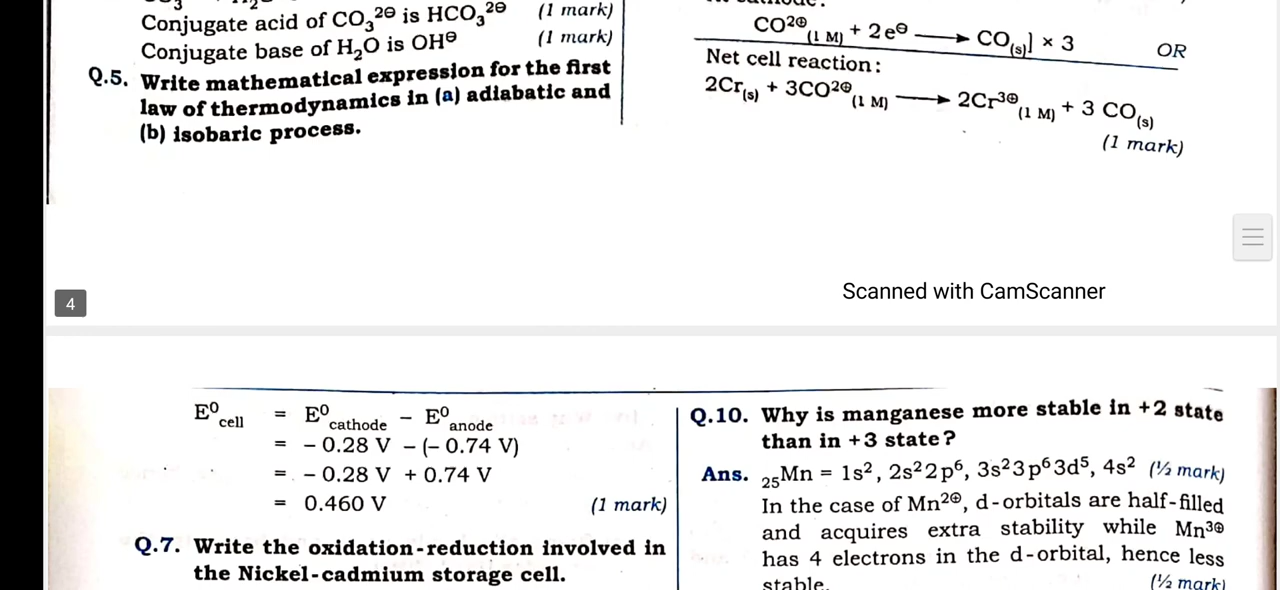 Conjugate acid of CO₃²⊖ is HCO₃²⊖ (1 mark)
Conjugate base of H₂O is OH⊖ (1 mark)
Q.5. Write mathematical expression for the first
law of thermodynamics in (a) adiabatic and
(b) isobaric process.
CO²⊕(1 M) + 2e⊖ ⟶ CO(s)] × 3 OR
Net cell reaction :
2Cr(s) + 3CO²⊕(1 M) ⟶ 2Cr³⊕(1 M) + 3 CO(s)
(1 mark)
Scanned with CamScanner
4
E⁰cell = E⁰cathode − E⁰anode
= − 0.28 V − (− 0.74 V)
= − 0.28 V + 0.74 V
= 0.460 V (1 mark)
Q.7. Write the oxidation-reduction involved in
the Nickel-cadmium storage cell.
Q.10. Why is manganese more stable in +2 state
than in +3 state ?
Ans. ₂₅Mn = 1s², 2s²2p⁶, 3s²3p⁶3d⁵, 4s² (½ mark)
In the case of Mn²⊕, d-orbitals are half-filled
and acquires extra stability while Mn³⊕
has 4 electrons in the d-orbital, hence less
stable. (½ mark)